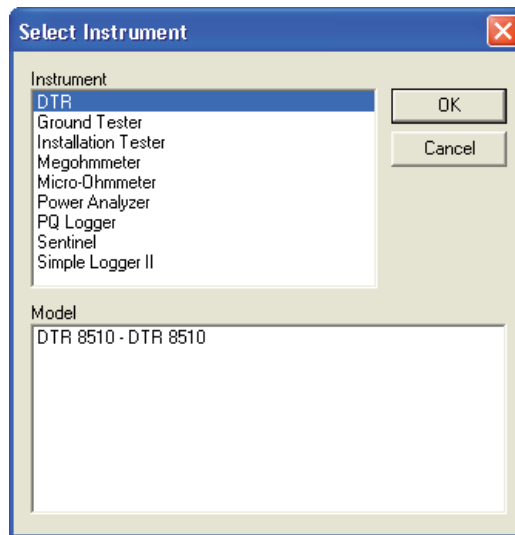 Select Instrument
Instrument
DTR
Ground Tester
Installation Tester
Megohmmeter
Micro-Ohmmeter
Power Analyzer
PQ Logger
Sentinel
Simple Logger II
OK
Cancel
Model
DTR 8510 - DTR 8510